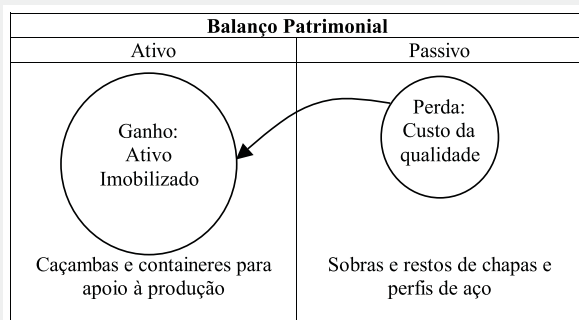 Balanço Patrimonial
Ativo
Passivo
Ganho:
Ativo
Imobilizado
Perda:
Custo da
qualidade
Caçambas e containeres para
apoio à produção
Sobras e restos de chapas e
perfis de aço